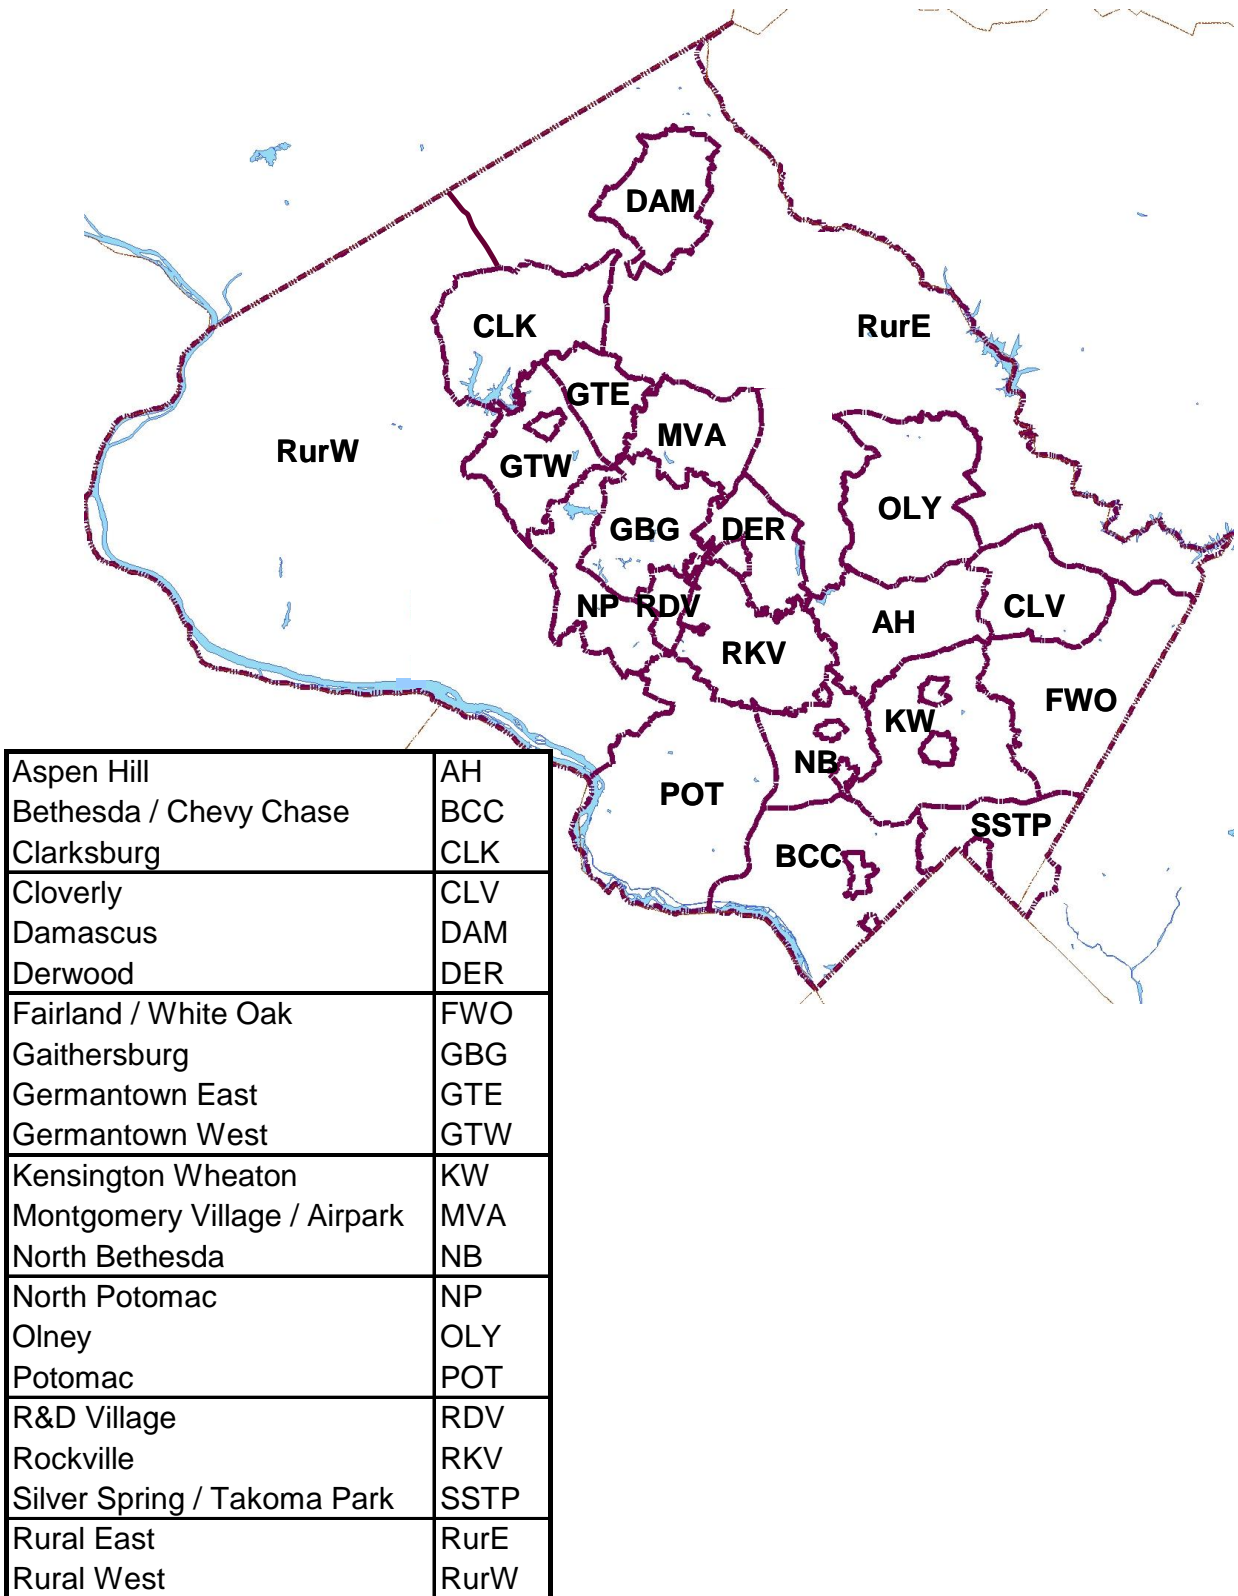 DAM
CLK
RurE
GTE
MVA
RurW
GTW
OLY
GBG
DER
NP
RDV
CLV
AH
RKV
FWO
KW
NB
POT
SSTP
BCC
Aspen Hill AH
Bethesda / Chevy Chase BCC
Clarksburg CLK
Cloverly CLV
Damascus DAM
Derwood DER
Fairland / White Oak FWO
Gaithersburg GBG
Germantown East GTE
Germantown West GTW
Kensington Wheaton KW
Montgomery Village / Airpark MVA
North Bethesda NB
North Potomac NP
Olney OLY
Potomac POT
R&D Village RDV
Rockville RKV
Silver Spring / Takoma Park SSTP
Rural East RurE
Rural West RurW